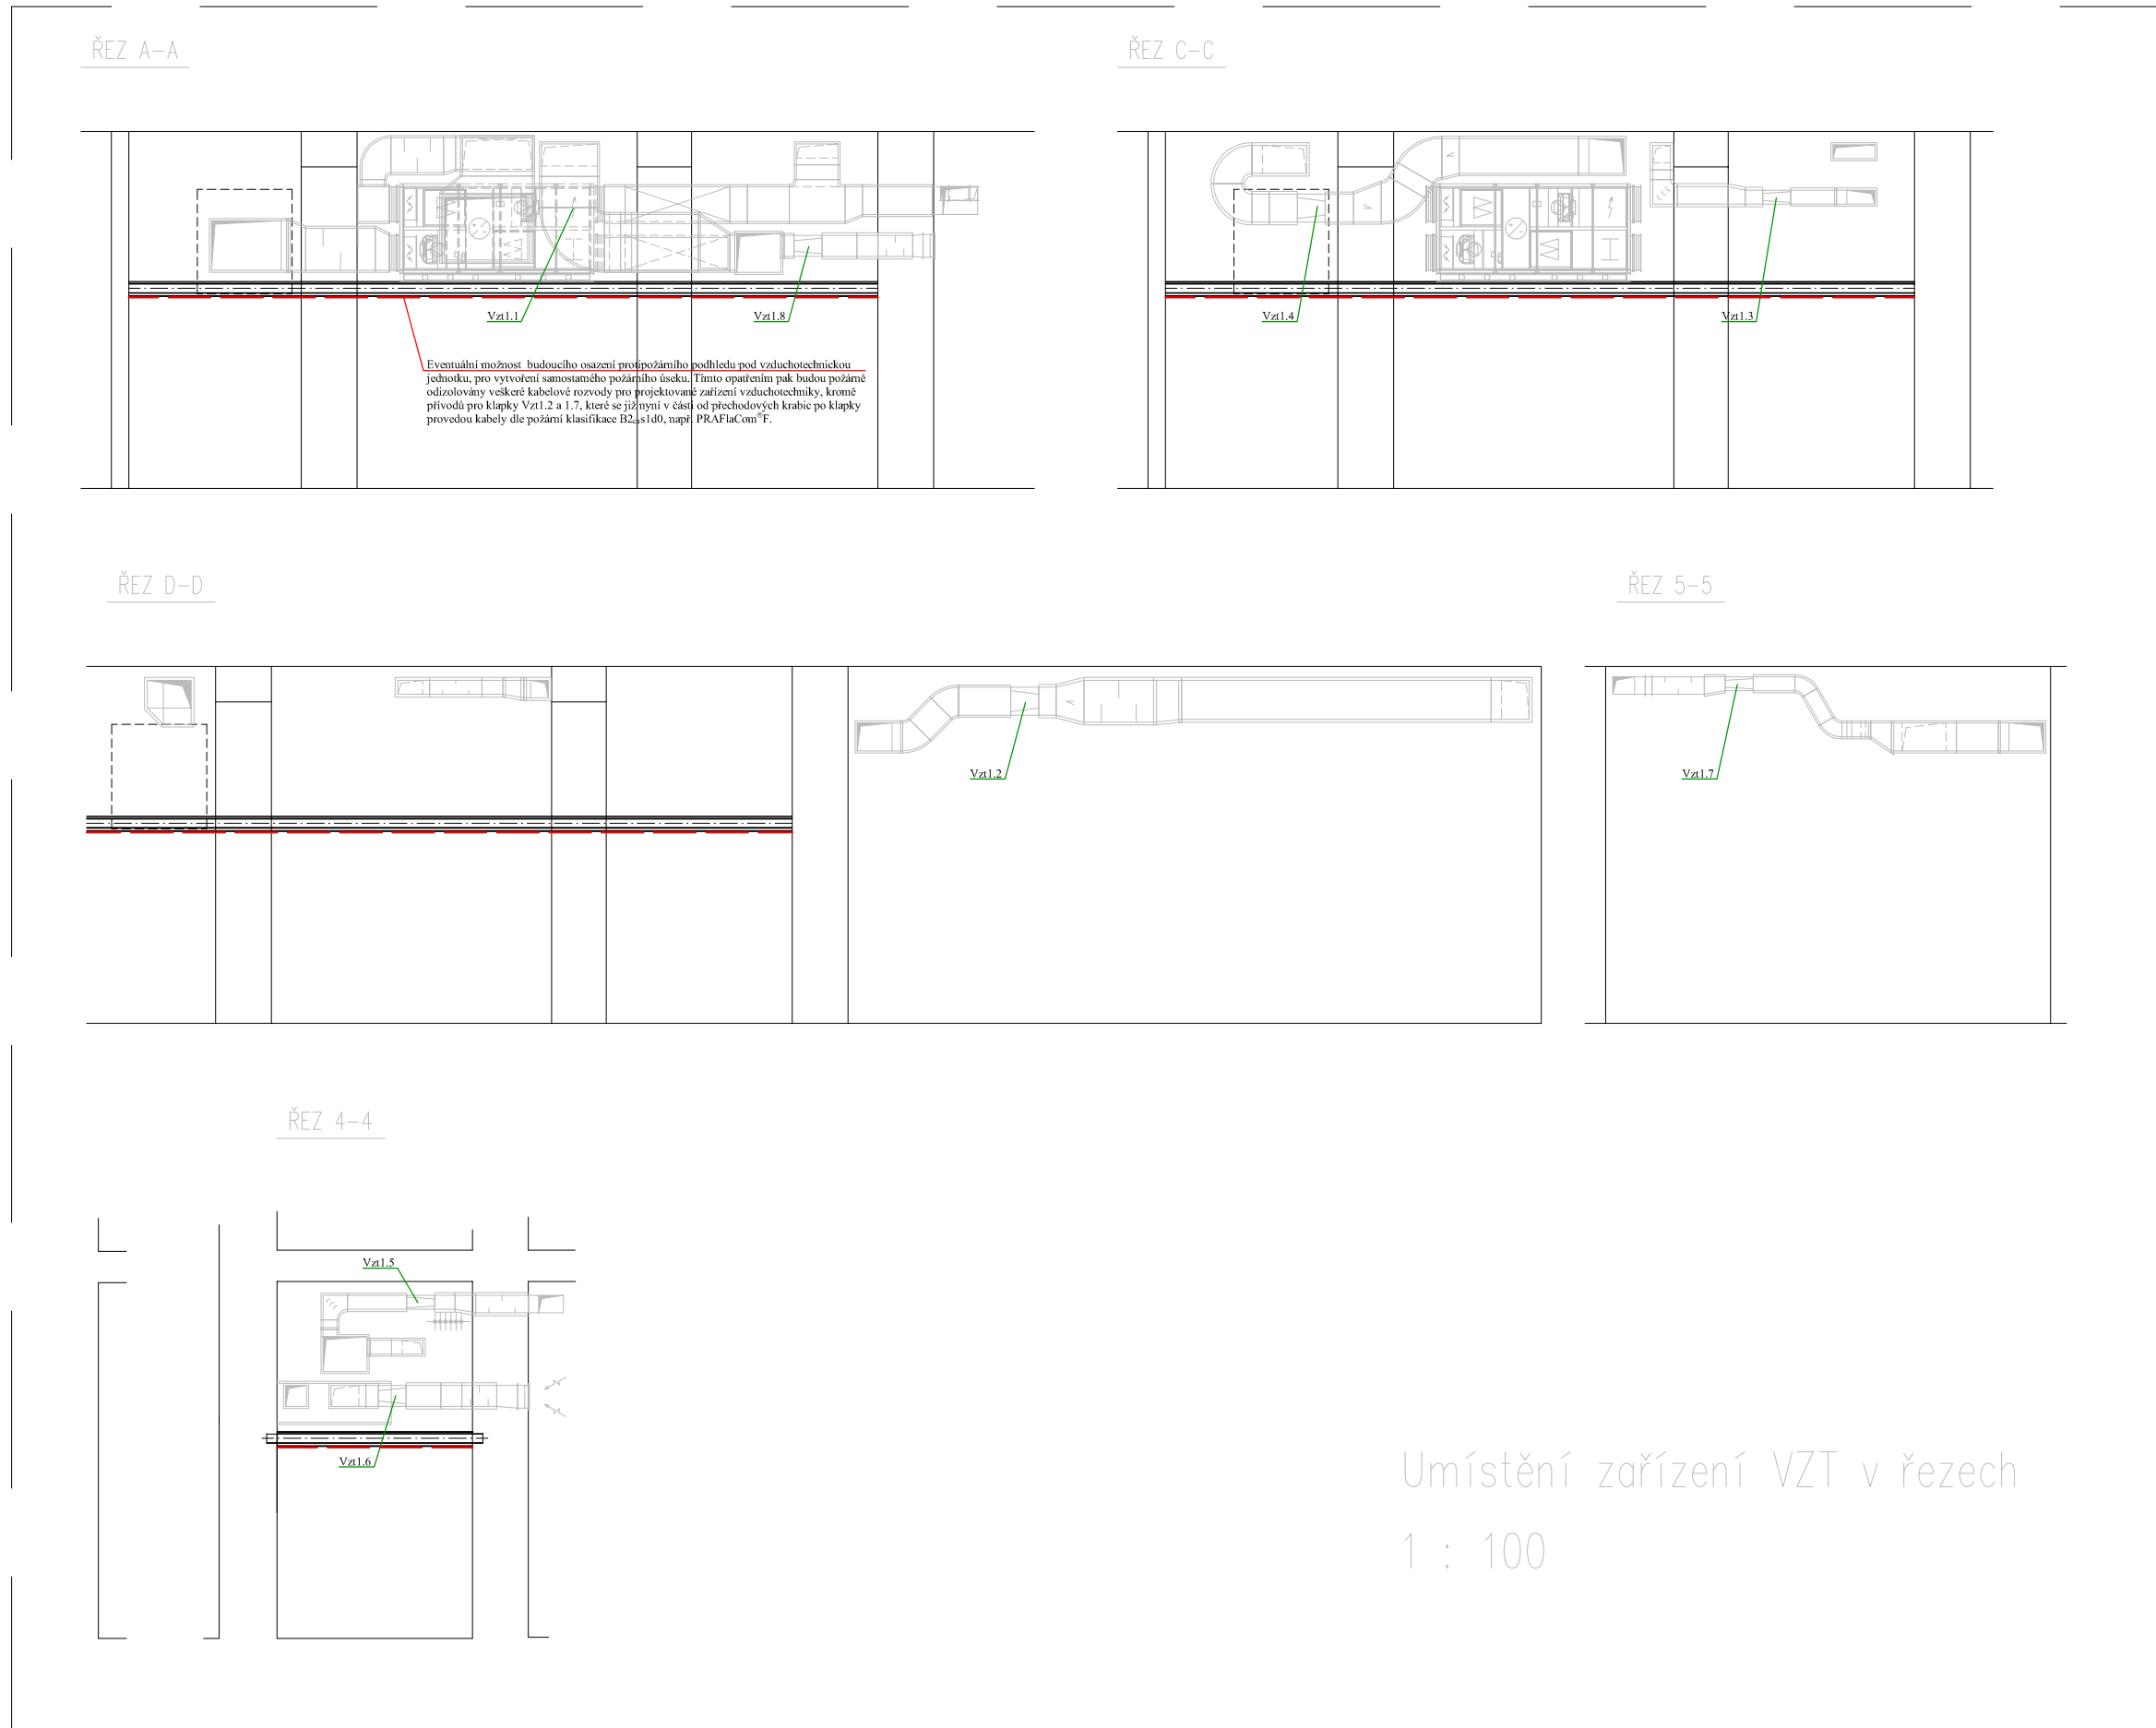 ŘEZ A-A
ŘEZ C-C
Vzt1.1
Vzt1.8
Vzt1.4
Vzt1.3
Eventuální možnost budoucího osazení protipožárního podhledu pod vzduchotechnickou
jednotku, pro vytvoření samostatného požárního úseku. Tímto opatřením pak budou požárně
odizolovány veškeré kabelové rozvody pro projektované zařízení vzduchotechniky, kromě
přívodů pro klapky Vzt1.2 a 1.7, které se již nyní v části od přechodových krabic po klapky
provedou kabely dle požární klasifikace B2cas1d0, např. PRAFlaCom®F.
ŘEZ D-D
ŘEZ 5-5
Vzt1.2
Vzt1.7
ŘEZ 4-4
Vzt1.5
Vzt1.6
Umístění zařízení VZT v řezech
1 : 100